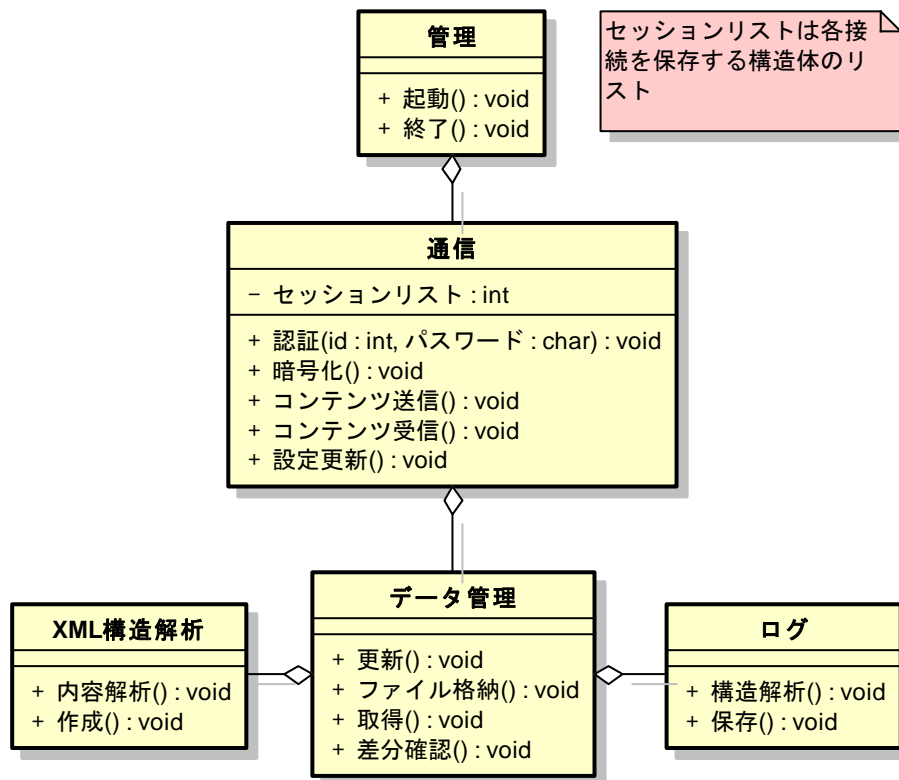 管理
+ 起動() : void
+ 終了() : void
セッションリストは各接
続を保存する構造体のリ
スト
通信
− セッションリスト : int
+ 認証(id : int, パスワード : char) : void
+ 暗号化() : void
+ コンテンツ送信() : void
+ コンテンツ受信() : void
+ 設定更新() : void
XML構造解析
+ 内容解析() : void
+ 作成() : void
データ管理
+ 更新() : void
+ ファイル格納() : void
+ 取得() : void
+ 差分確認() : void
ログ
+ 構造解析() : void
+ 保存() : void